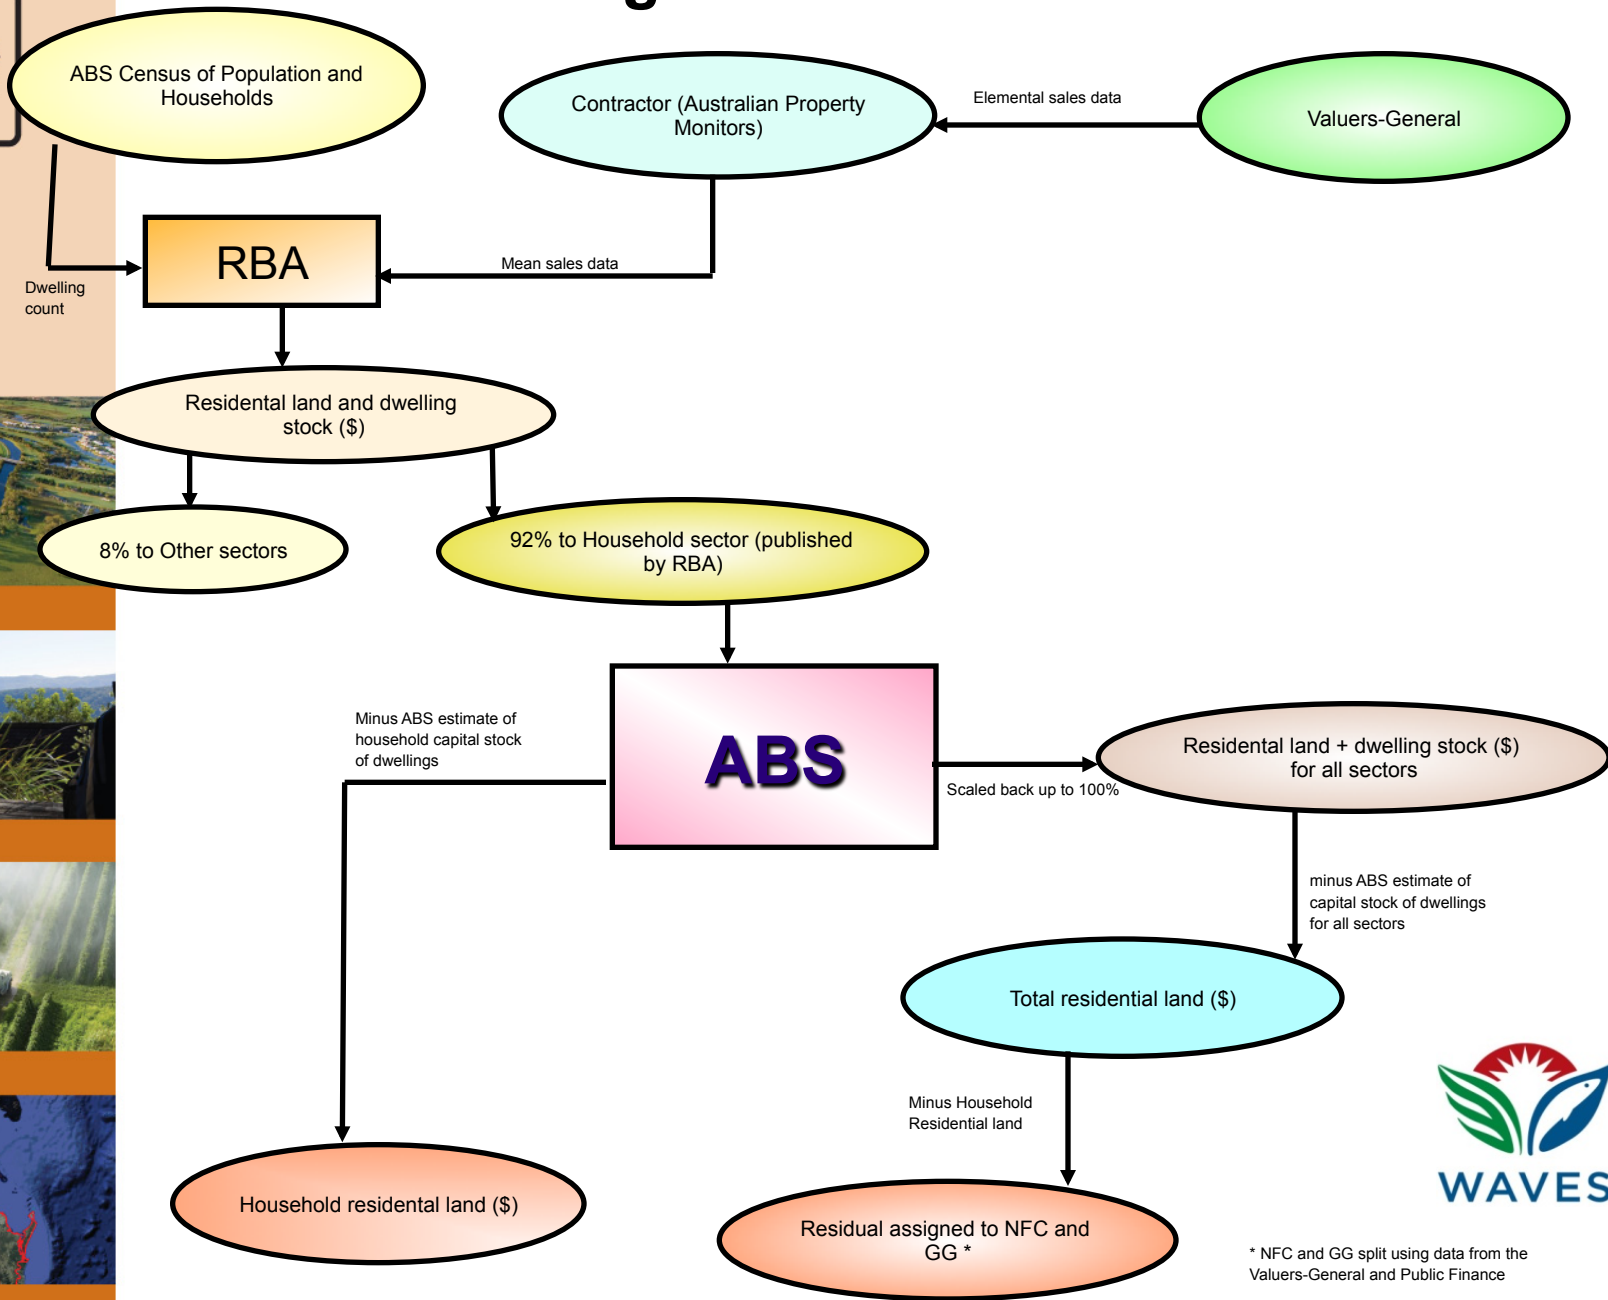 g
ABS Census of Population and
Households
Contractor (Australian Property
Monitors)
Elemental sales data
Valuers-General
RBA
Mean sales data
Dwelling
count
Residental land and dwelling
stock ($)
8% to Other sectors
92% to Household sector (published
by RBA)
Minus ABS estimate of
household capital stock
of dwellings
ABS
Scaled back up to 100%
Residental land + dwelling stock ($)
for all sectors
minus ABS estimate of
capital stock of dwellings
for all sectors
Total residential land ($)
Minus Household
Residential land
Household residental land ($)
Residual assigned to NFC and
GG *
WAVES
* NFC and GG split using data from the
Valuers-General and Public Finance